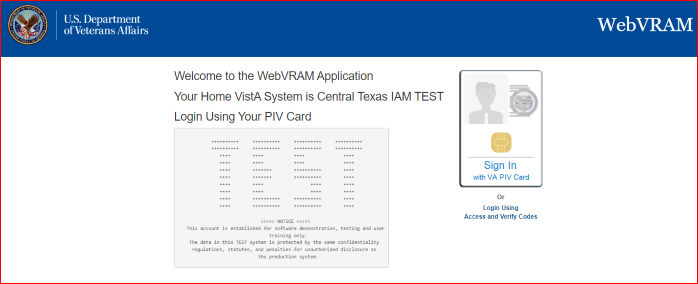 U.S. Department
of Veterans Affairs
WebVRAM
Welcome to the WebVRAM Application
Your Home VistA System is Central Texas IAM TEST
Login Using Your PIV Card
********** ********** ********** **********
********** ********** ********** **********
**** **** **** ****
**** **** **** ****
**** ******* ********** ****
**** ******* ********** ****
**** **** **** ****
**** **** **** ****
**** ********** ********** ****
**** ********** ********** ****
>>>>> NOTICE <<<<<
This account is established for software demonstration, testing and user
training only.
The data in this TEST system is protected by the same confidentiality
regulations, statutes, and penalties for unauthorized disclosure as
the production system.
Sign In
with VA PIV Card
Or
Login Using
Access and Verify Codes